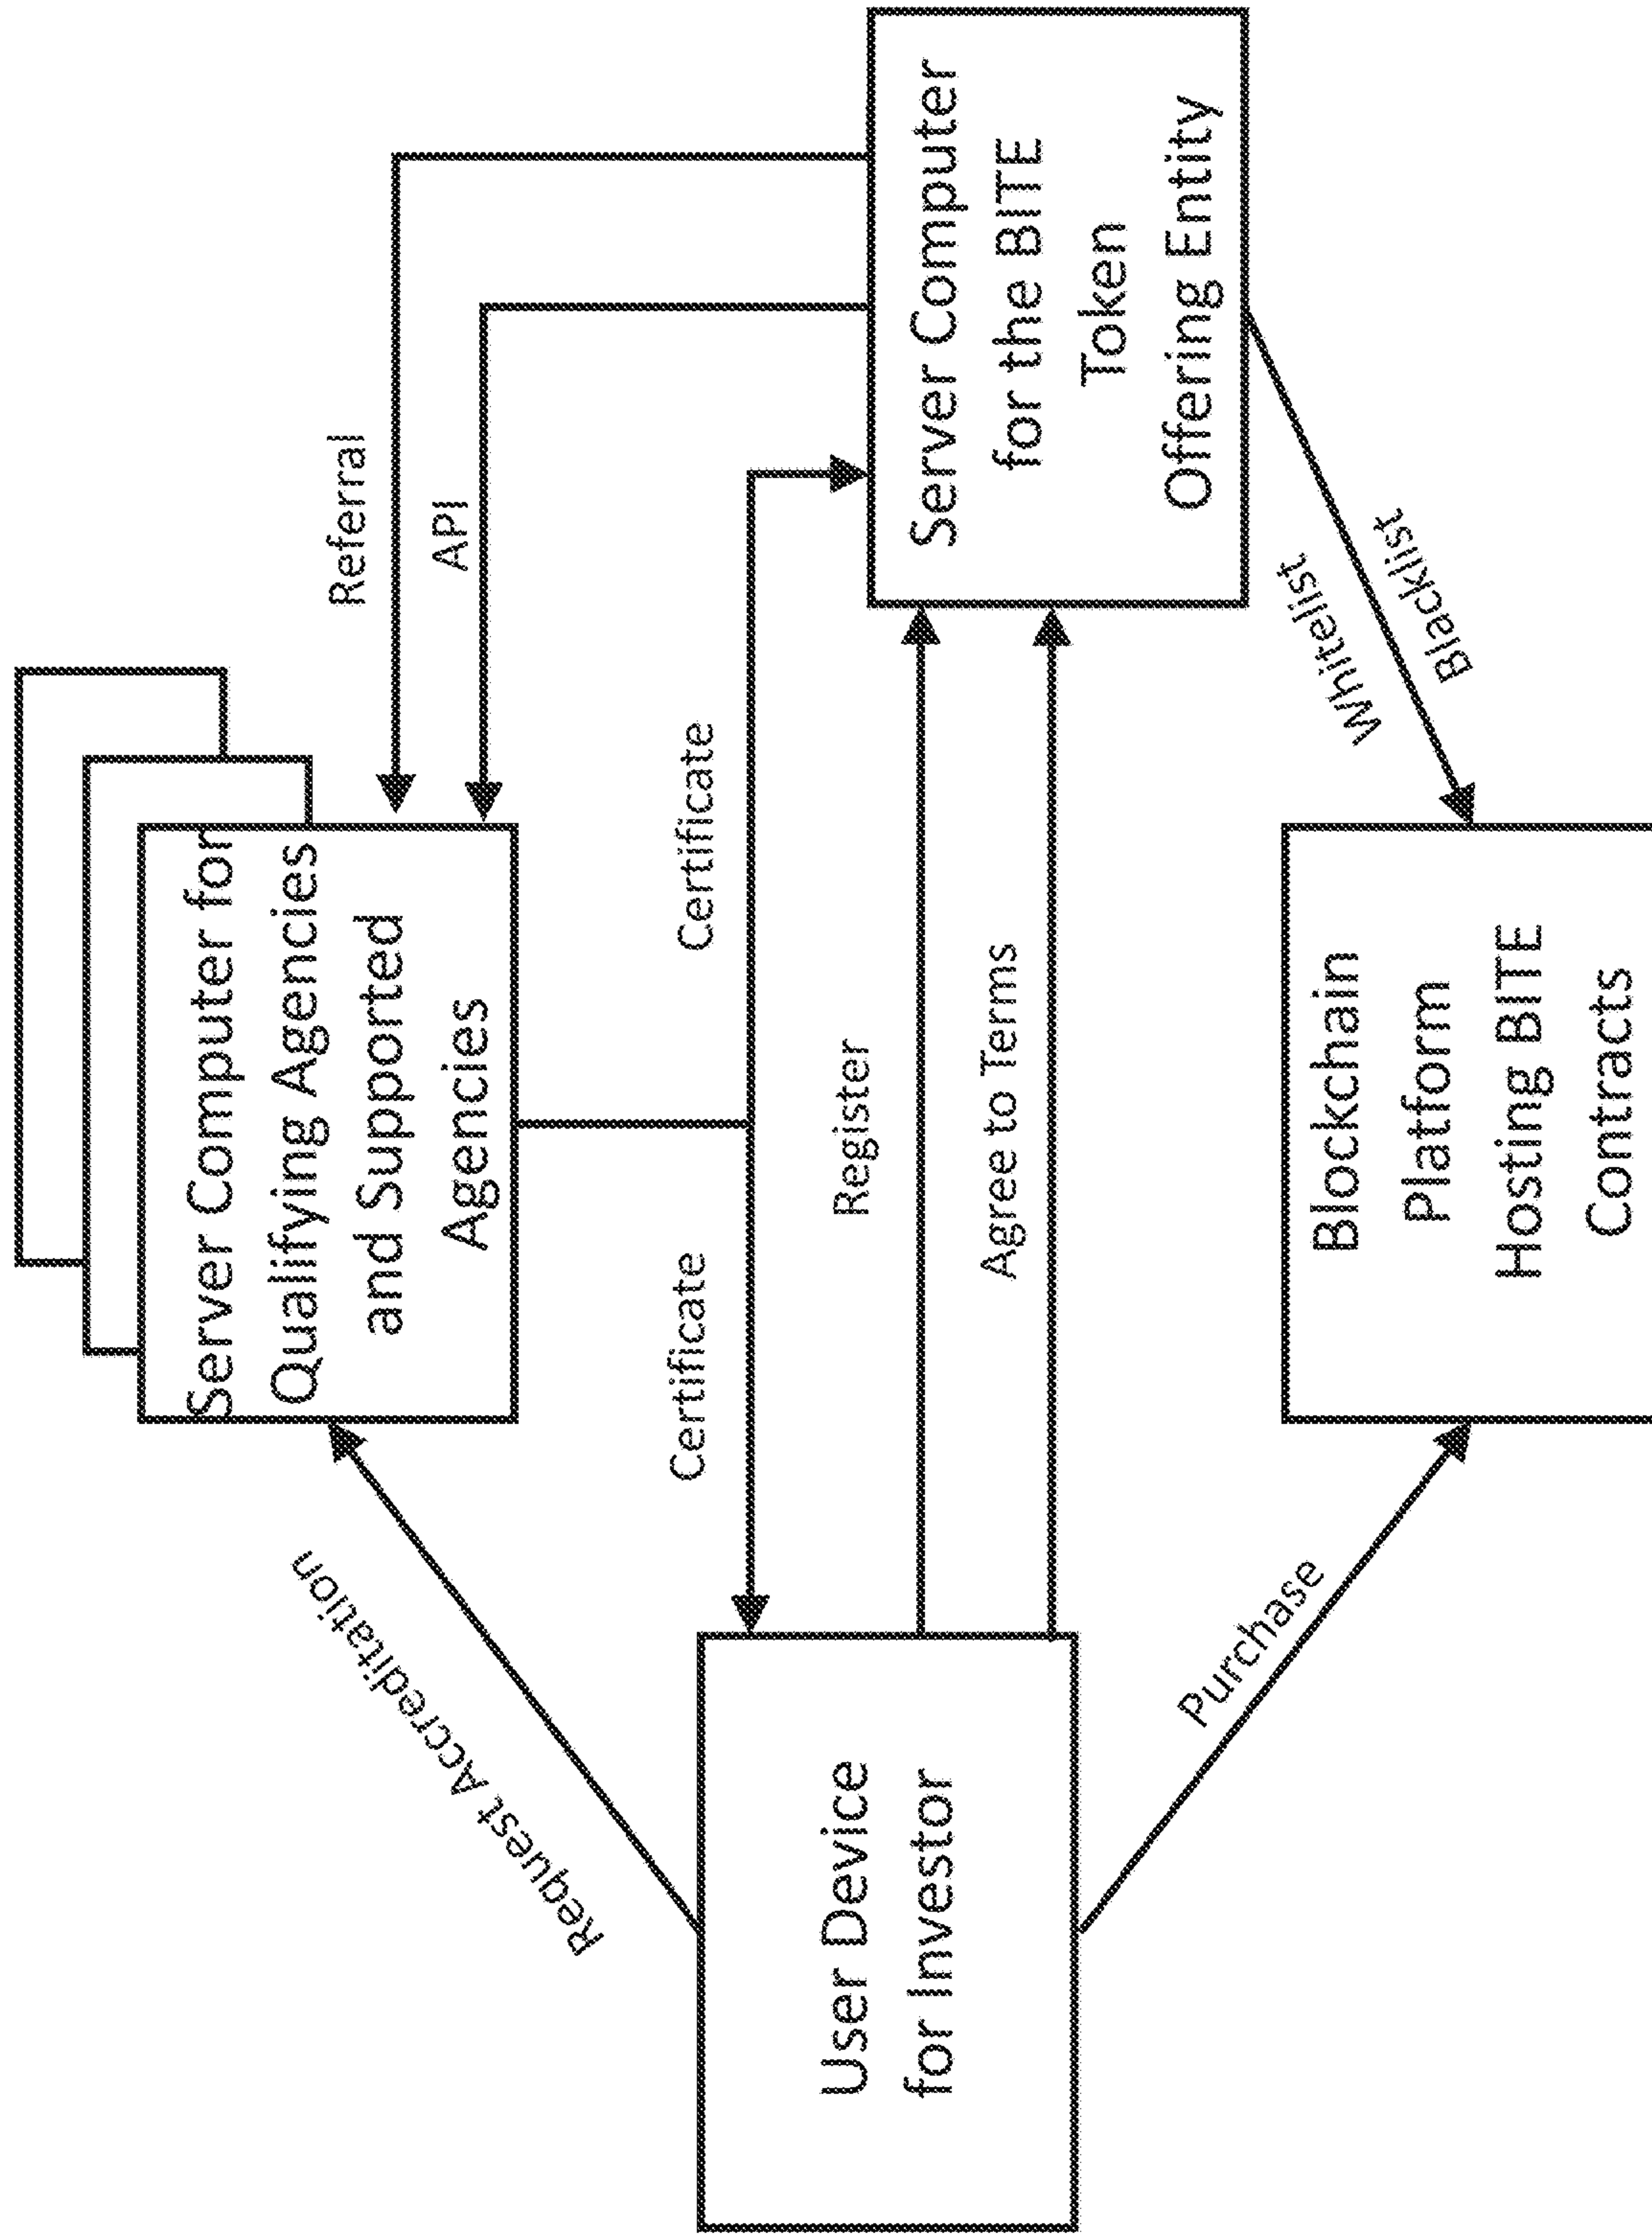 Server Computer for
Qualifying Agencies
and Supported
Agencies
Referral
API
Request Accreditation
Certificate
Certificate
User Device
for Investor
Register
Agree to Terms
Server Computer
for the BITE
Token
Offering Entity
Purchase
Whitelist
Blacklist
Blockchain
Platform
Hosting BITE
Contracts